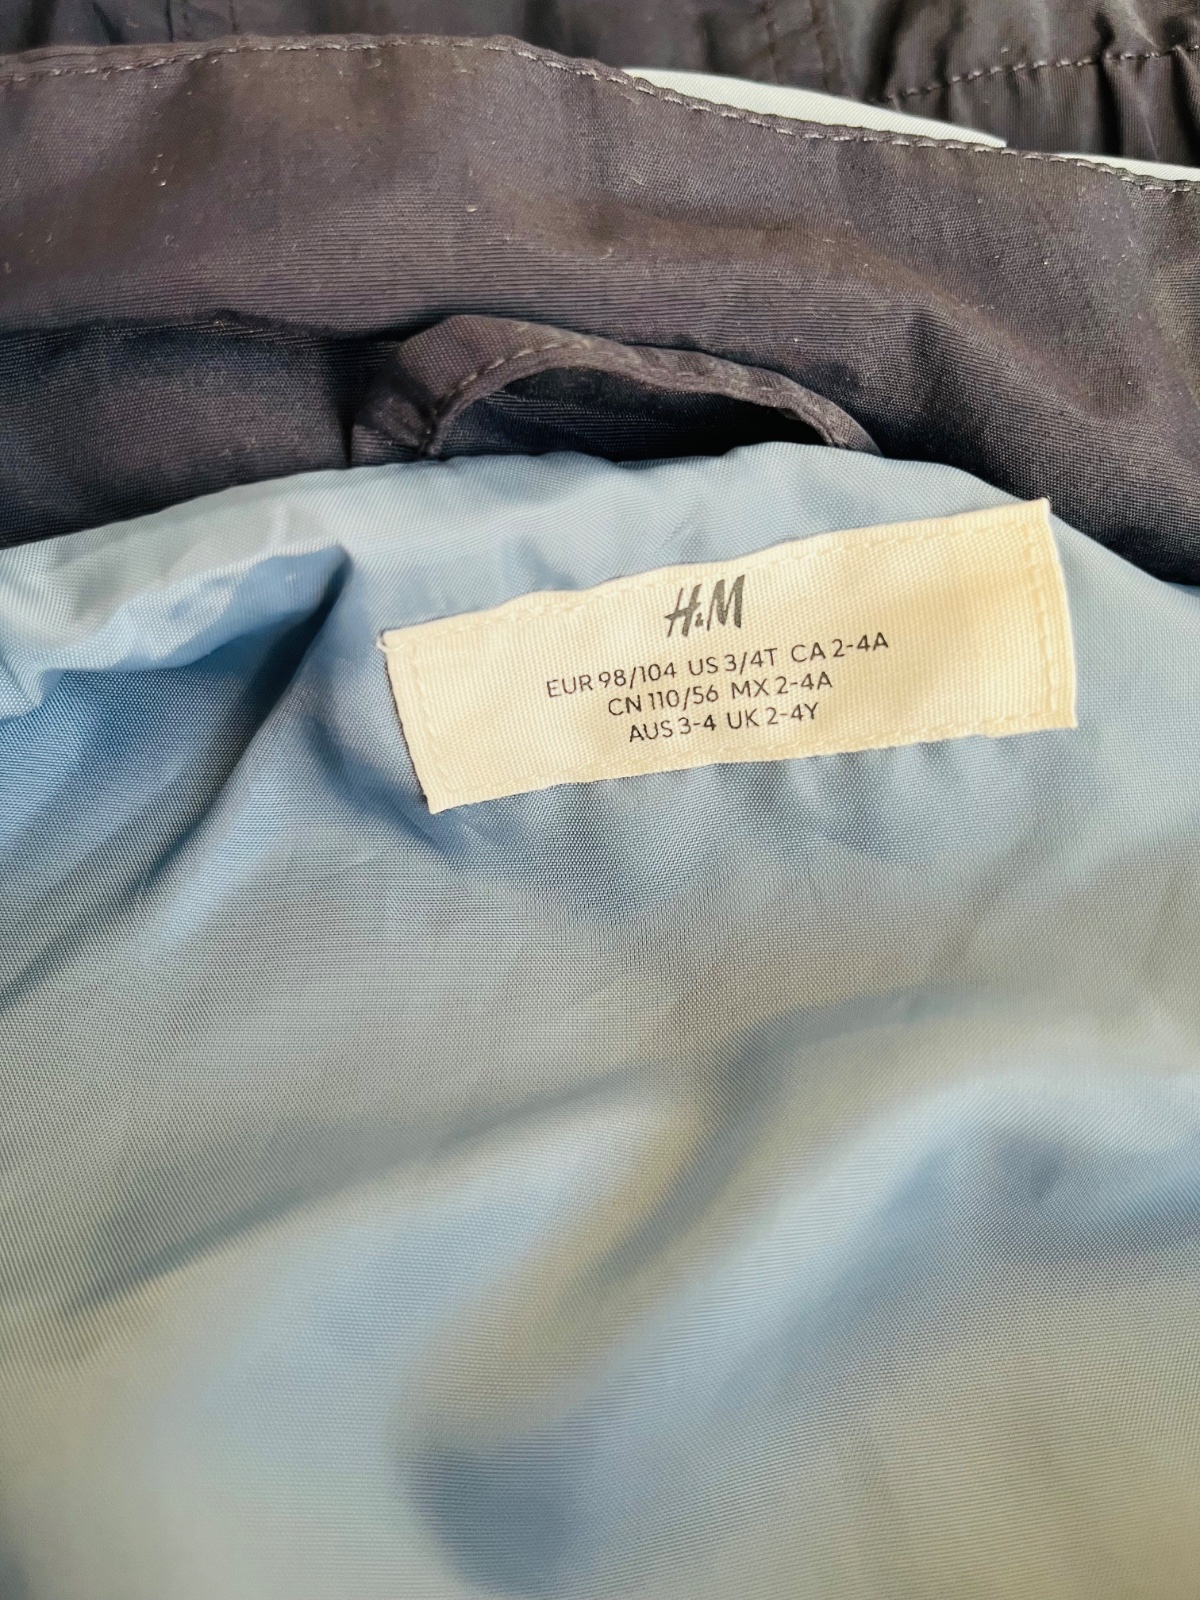 H&M
EUR 98/104 US 3/4T CA 2-4A
CN 110/56 MX 2-4A
AUS 3-4 UK 2-4Y